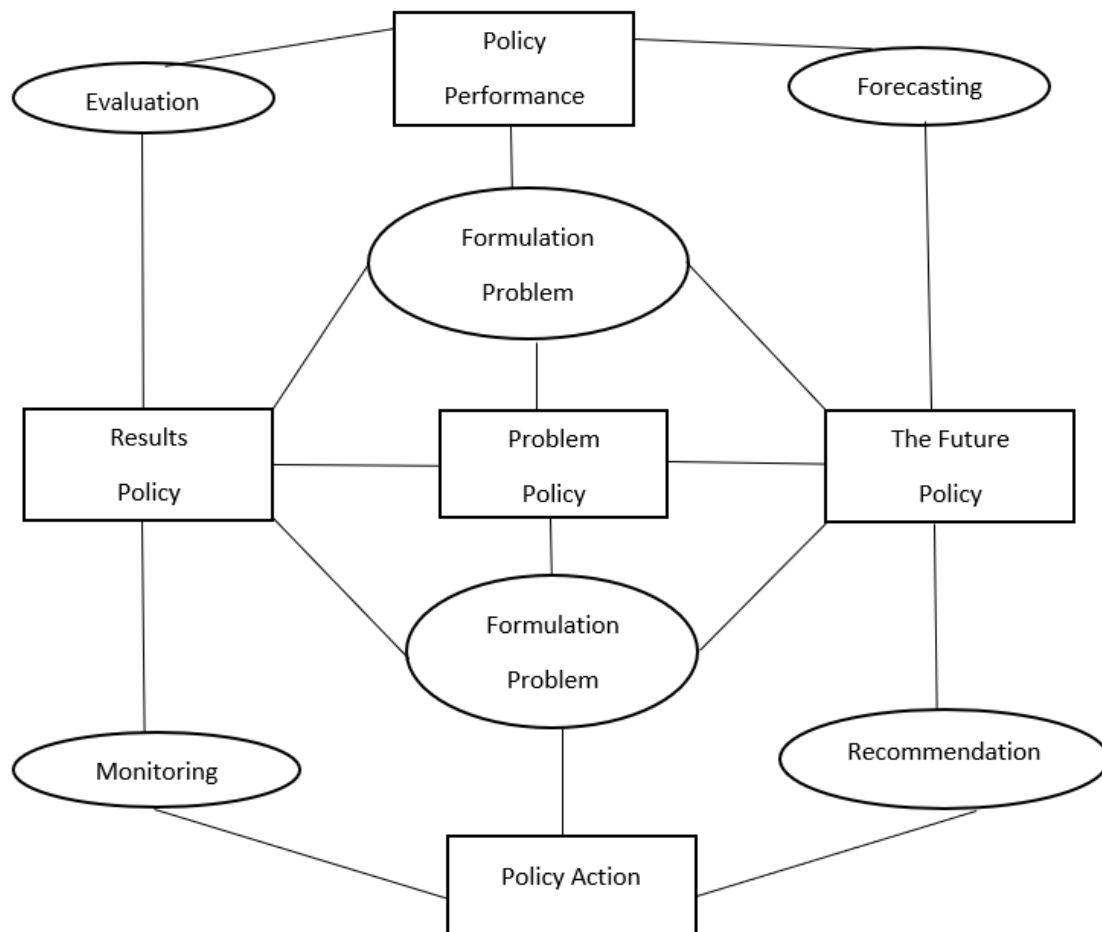 Policy
Performance
Evaluation
Forecasting
Formulation
Problem
Results
Policy
Problem
Policy
The Future
Policy
Formulation
Problem
Monitoring
Recommendation
Policy Action